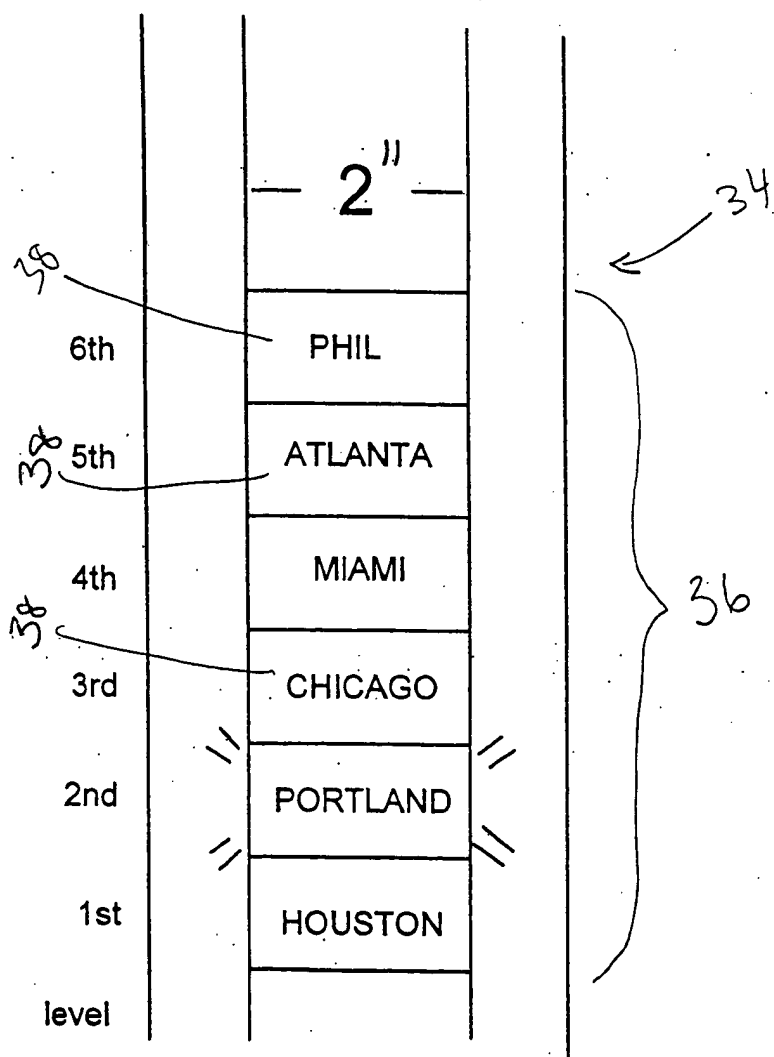 2"
34
38
6th PHIL
38 5th ATLANTA
4th MIAMI
36
38
3rd CHICAGO
2nd PORTLAND
1st HOUSTON
level